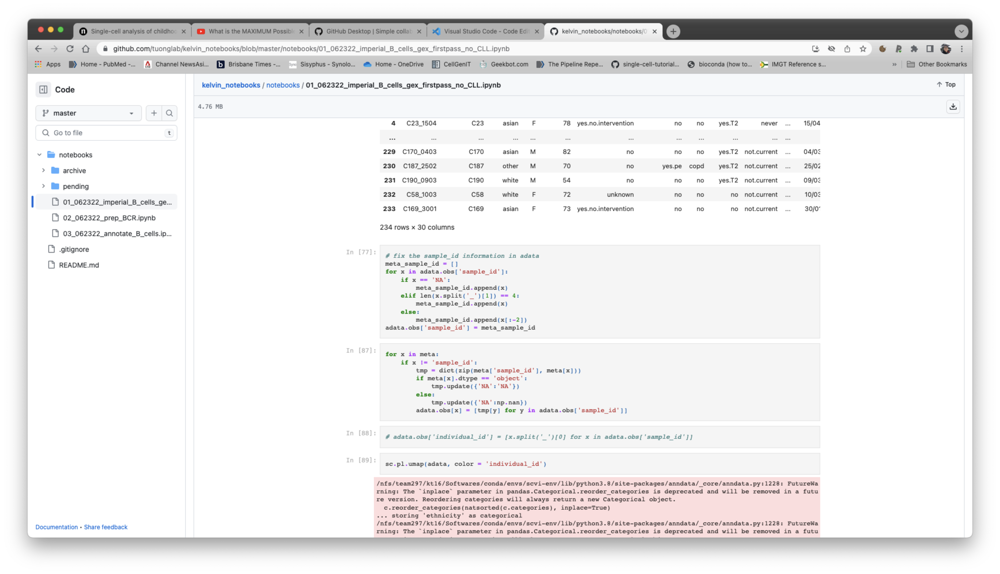 Single-cell analysis of childhoo
What is the MAXIMUM Possible
GitHub Desktop | Simple collab
Visual Studio Code - Code Edit
kelvin_notebooks/notebooks/0
github.com/tuonglab/kelvin_notebooks/blob/master/notebooks/01_062322_imperial_B_cells_gex_firstpass_no_CLL.ipynb
Apps Home - PubMed -... Channel NewsAsi... Brisbane Times -... Sisyphus - Synolo... Home - OneDrive CellGenIT Geekbot.com The Pipeline Repe... single-cell-tutorial... bioconda (how to... IMGT Reference s... » Other Bookmarks
Code
master
Go to file t
notebooks
archive
pending
01_062322_imperial_B_cells_ge...
02_062322_prep_BCR.ipynb
03_062322_annotate_B_cells.ip...
.gitignore
README.md
Documentation • Share feedback
kelvin_notebooks / notebooks / 01_062322_imperial_B_cells_gex_firstpass_no_CLL.ipynb
Top
4.76 MB
4 C23_1504 C23 asian F 78 yes.no.intervention no no yes.T2 never ... 15/04
... ... ... ... ... ... ... ... ... ... ... ...
229 C170_0403 C170 asian M 82 no no no yes.T2 not.current ... 04/03
230 C187_2502 C187 other M 70 no yes.pe copd yes.T2 not.current ... 25/02
231 C190_0903 C190 white M 54 no no no yes.T2 not.current ... 09/03
232 C58_1003 C58 white F 72 unknown no no no not.current ... 10/03
233 C169_3001 C169 asian F 73 yes.no.intervention no no no not.current ... 30/01
234 rows × 30 columns
In [77]:
# fix the sample_id information in adata
meta_sample_id = []
for x in adata.obs['sample_id']:
    if x == 'NA':
        meta_sample_id.append(x)
    elif len(x.split('_')[1]) == 4:
        meta_sample_id.append(x)
    else:
        meta_sample_id.append(x[:-2])
adata.obs['sample_id'] = meta_sample_id
In [87]:
for x in meta:
    if x != 'sample_id':
        tmp = dict(zip(meta['sample_id'], meta[x]))
        if meta[x].dtype == 'object':
            tmp.update({'NA':'NA'})
        else:
            tmp.update({'NA':np.nan})
        adata.obs[x] = [tmp[y] for y in adata.obs['sample_id']]
In [88]:
# adata.obs['individual_id'] = [x.split('_')[0] for x in adata.obs['sample_id']]
In [89]:
sc.pl.umap(adata, color = 'individual_id')
/nfs/team297/kt16/Softwares/conda/envs/scvi-env/lib/python3.8/site-packages/anndata/_core/anndata.py:1228: FutureWa
rning: The `inplace` parameter in pandas.Categorical.reorder_categories is deprecated and will be removed in a futu
re version. Reordering categories will always return a new Categorical object.
  c.reorder_categories(natsorted(c.categories), inplace=True)
... storing 'ethnicity' as categorical
/nfs/team297/kt16/Softwares/conda/envs/scvi-env/lib/python3.8/site-packages/anndata/_core/anndata.py:1228: FutureWa
rning: The `inplace` parameter in pandas.Categorical.reorder_categories is deprecated and will be removed in a futu